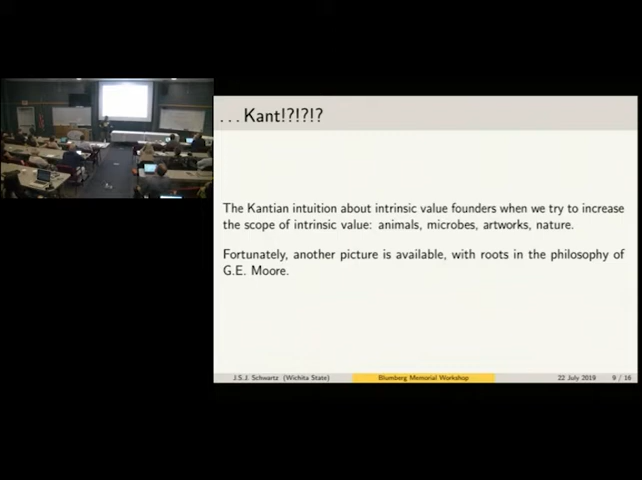 ...Kant!?!?!?
The Kantian intuition about intrinsic value founders when we try to increase
the scope of intrinsic value: animals, microbes, artworks, nature.
Fortunately, another picture is available, with roots in the philosophy of
G.E. Moore.
J.S.J. Schwartz (Wichita State)
Blumberg Memorial Workshop
22 July 2019
9 / 16